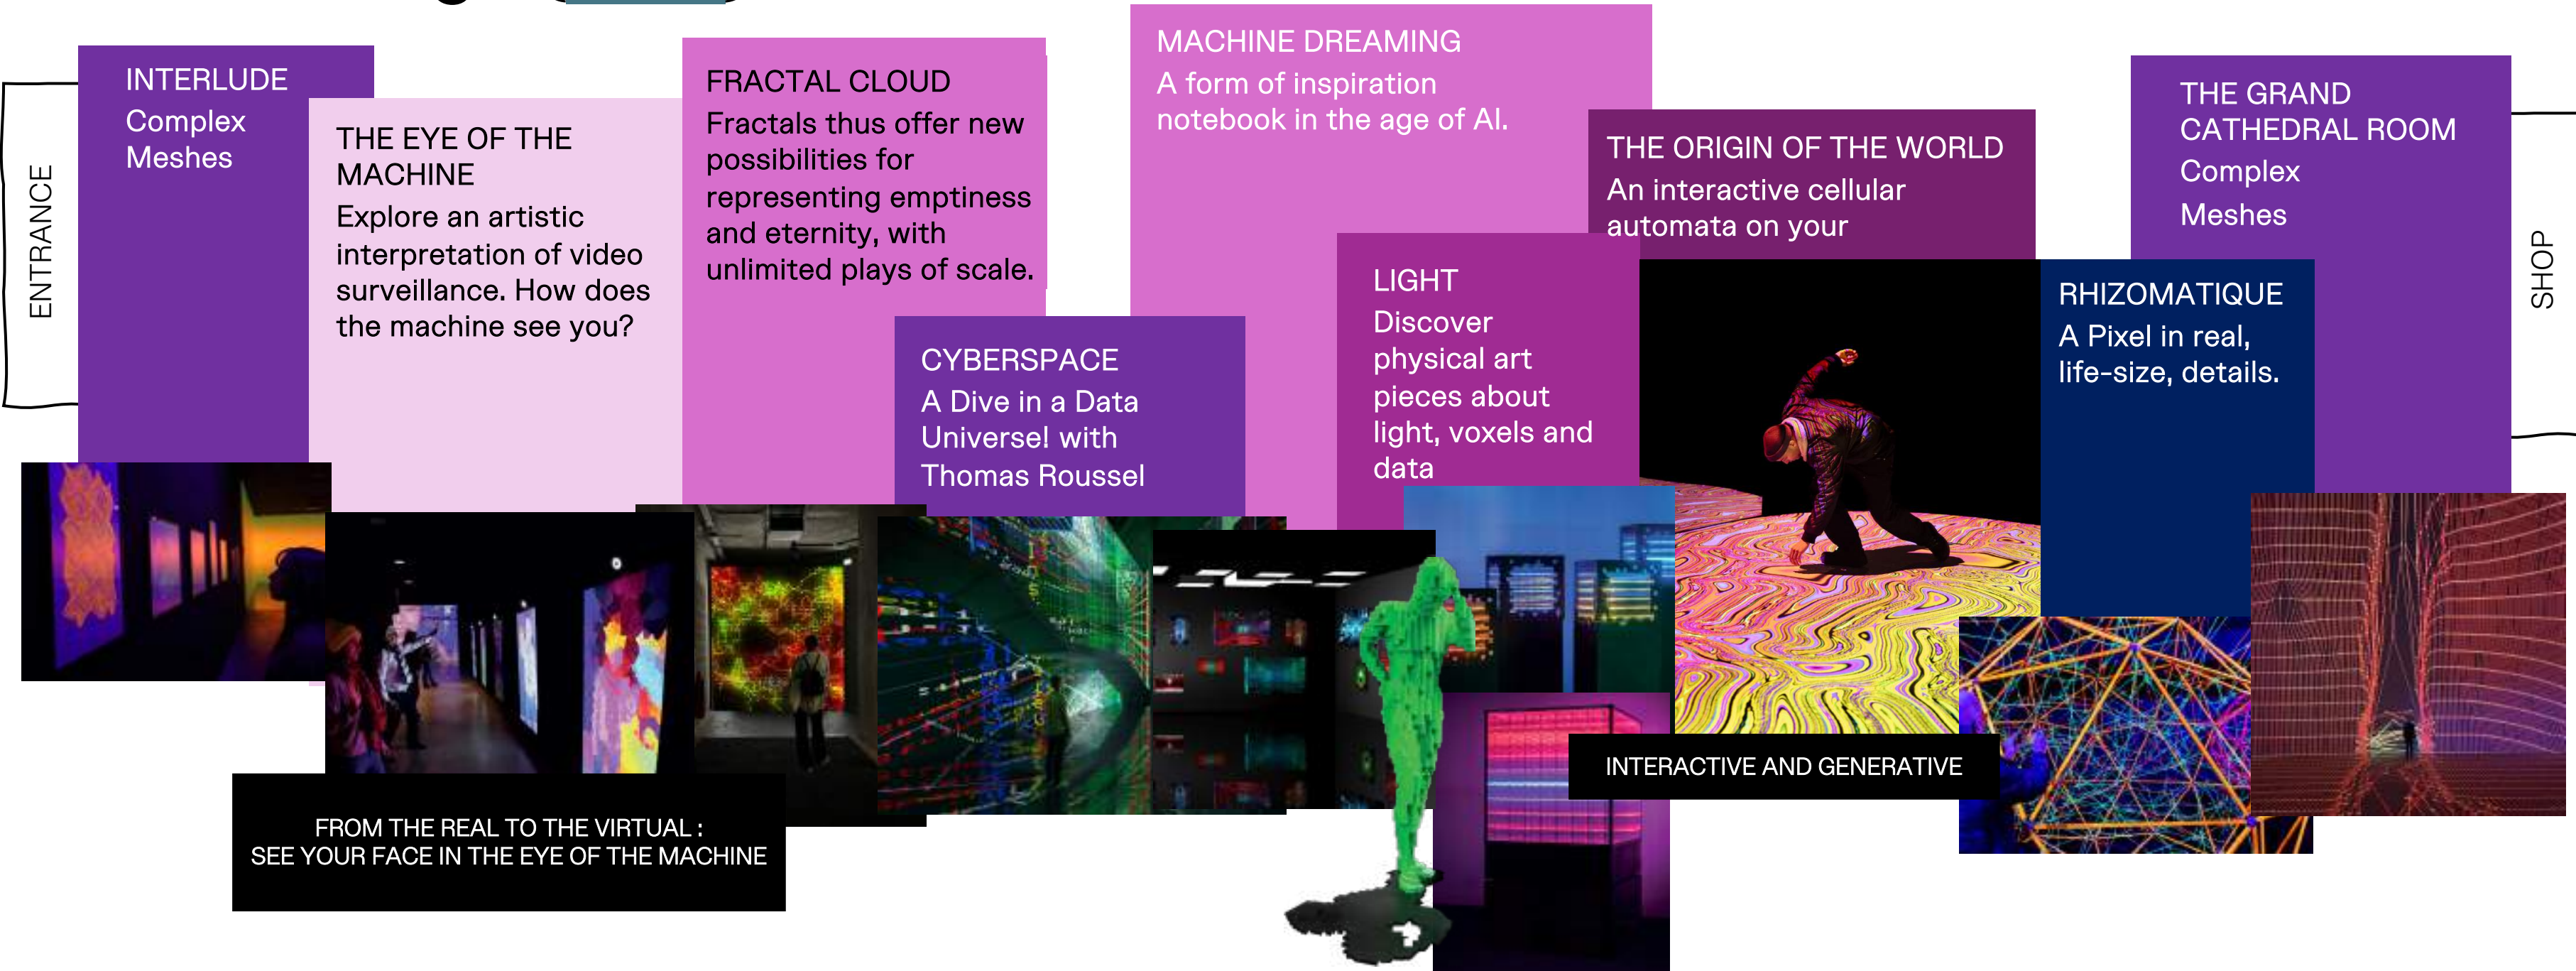 ENTRANCE
INTERLUDE
Complex
Meshes
THE EYE OF THE
MACHINE
Explore an artistic
interpretation of video
surveillance. How does
the machine see you?
FRACTAL CLOUD
Fractals thus offer new
possibilities for
representing emptiness
and eternity, with
unlimited plays of scale.
CYBERSPACE
A Dive in a Data
Universe! with
Thomas Roussel
MACHINE DREAMING
A form of inspiration
notebook in the age of AI.
LIGHT
Discover
physical art
pieces about
light, voxels and
data
THE ORIGIN OF THE WORLD
An interactive cellular
automata on your
RHIZOMATIQUE
A Pixel in real,
life-size, details.
THE GRAND
CATHEDRAL ROOM
Complex
Meshes
SHOP
FROM THE REAL TO THE VIRTUAL :
SEE YOUR FACE IN THE EYE OF THE MACHINE
INTERACTIVE AND GENERATIVE